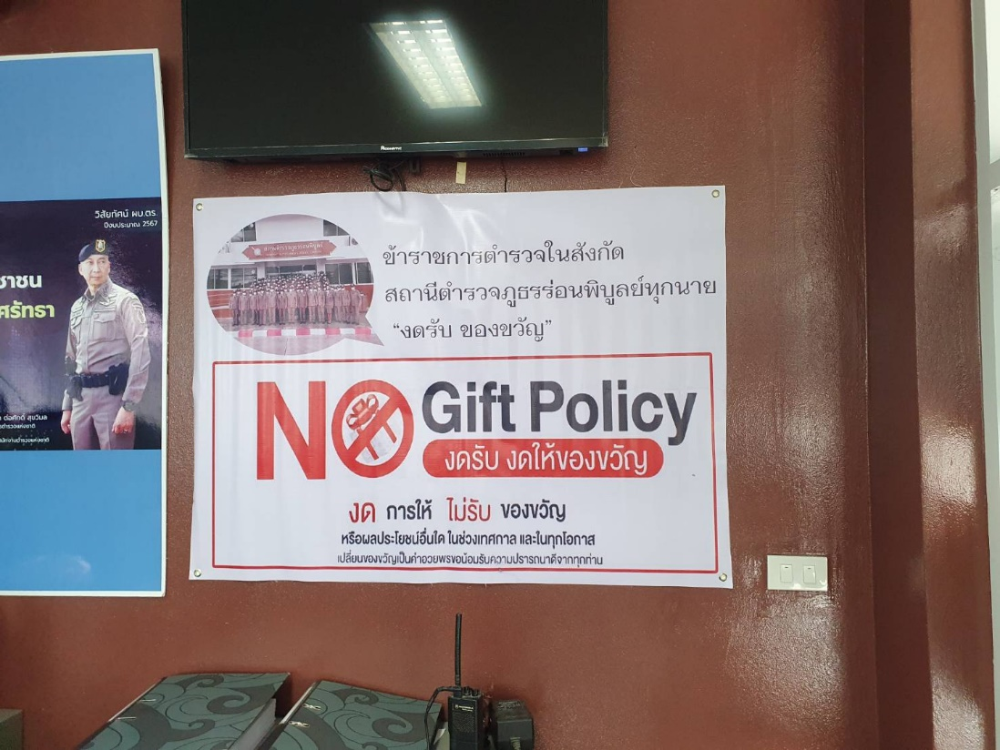 วิสัยทัศน์ ผบ.ตร.
ปีงบประมาณ 2567
ชาชน
ศรัทธา
ต่อศักดิ์ สุขวิมล
ข้าราชการตำรวจในสังกัด
สถานีตำรวจภูธรร่อนพิบูลย์ทุกนาย
“งดรับ ของขวัญ”
NO Gift Policy
งดรับ งดให้ของขวัญ
งด การให้ ไม่รับ ของขวัญ
หรือผลประโยชน์อื่นใด ในช่วงเทศกาล และในทุกโอกาส
เปลี่ยนของขวัญเป็นคำอวยพรขอน้อมรับความปรารถนาดีจากทุกท่าน